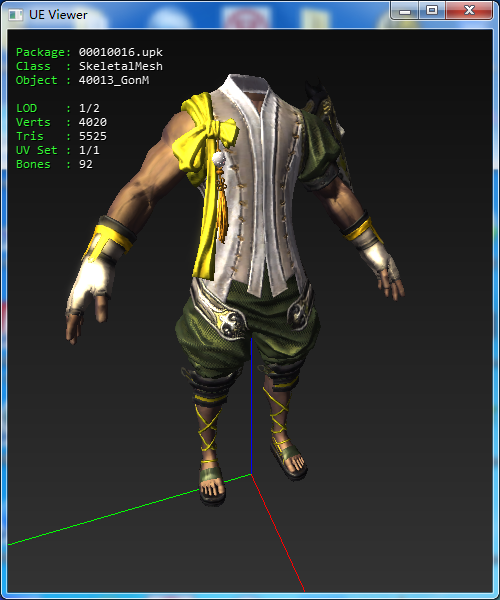 UE Viewer
Package: 00010016.upk
Class  : SkeletalMesh
Object : 40013_GonM
LOD    : 1/2
Verts  : 4020
Tris   : 5525
UV Set : 1/1
Bones  : 92